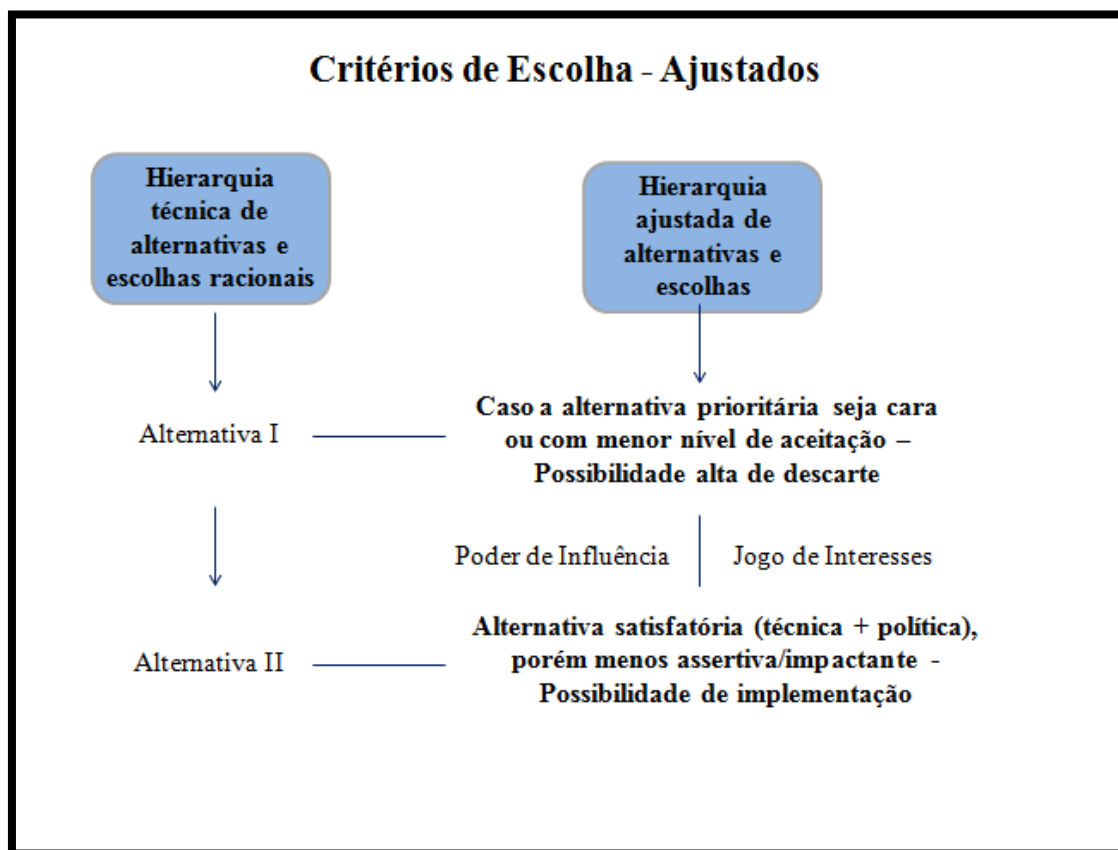 Critérios de Escolha - Ajustados
Hierarquia
técnica de
alternativas e
escolhas racionais
Hierarquia
ajustada de
alternativas e
escolhas
Alternativa I
Caso a alternativa prioritária seja cara
ou com menor nível de aceitação –
Possibilidade alta de descarte
Poder de Influência
Jogo de Interesses
Alternativa II
Alternativa satisfatória (técnica + política),
porém menos assertiva/impactante -
Possibilidade de implementação